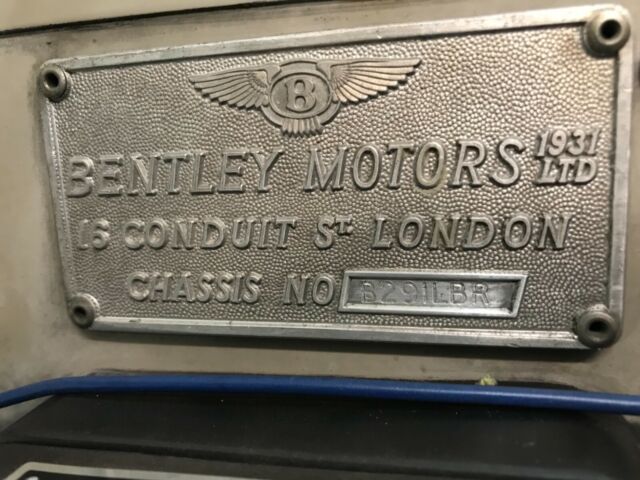 B
BENTLEY MOTORS 1931 LTD
16 CONDUIT ST. LONDON
CHASSIS NO B291LBR